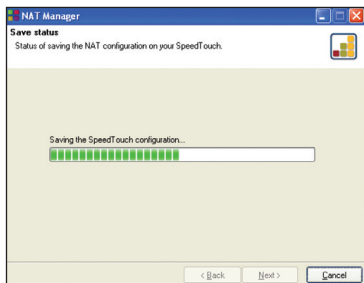 NAT Manager
Save status
Status of saving the NAT configuration on your SpeedTouch.
Saving the SpeedTouch configuration...
< Back Next > Cancel